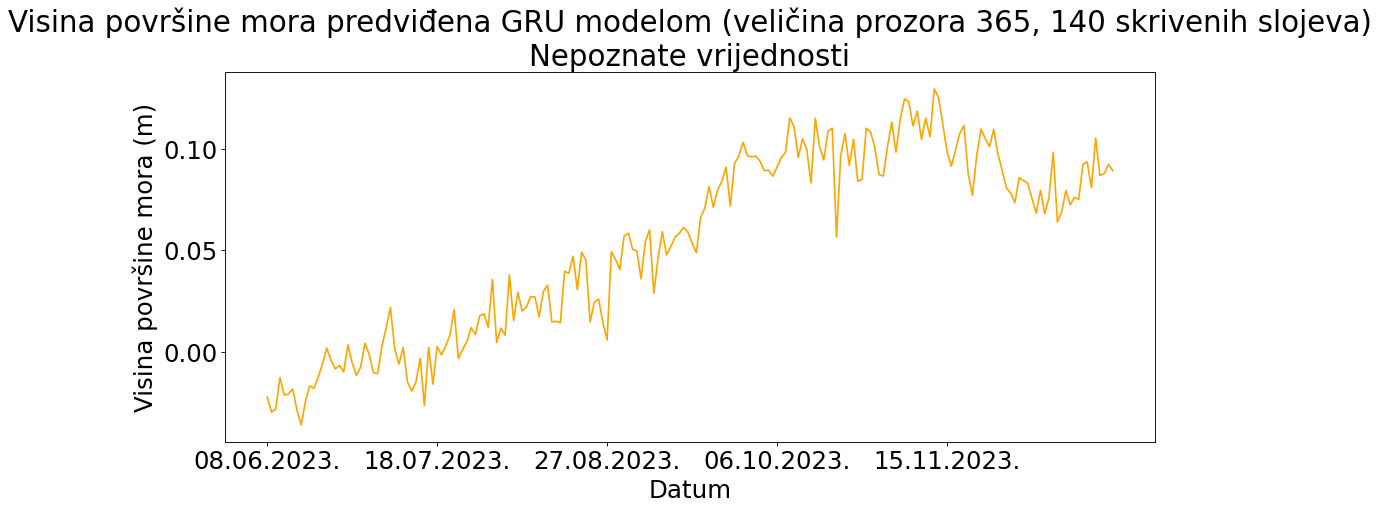 Visina površine mora predviđena GRU modelom (veličina prozora 365, 140 skrivenih slojeva)
Nepoznate vrijednosti
Visina površine mora (m)
0.10
0.05
0.00
08.06.2023. 18.07.2023. 27.08.2023. 06.10.2023. 15.11.2023.
Datum